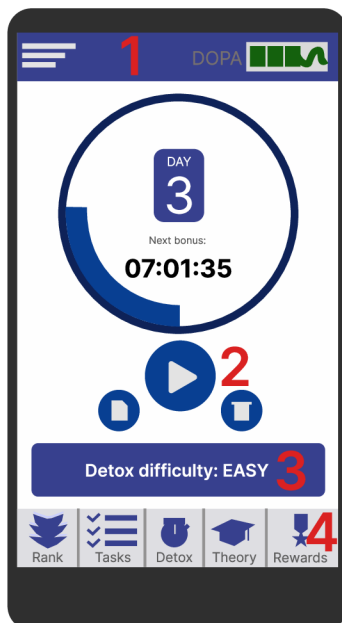 1
DOPA
DAY
3
Next bonus:
07:01:35
2
Detox difficulty: EASY 3
4
Rank Tasks Detox Theory Rewards